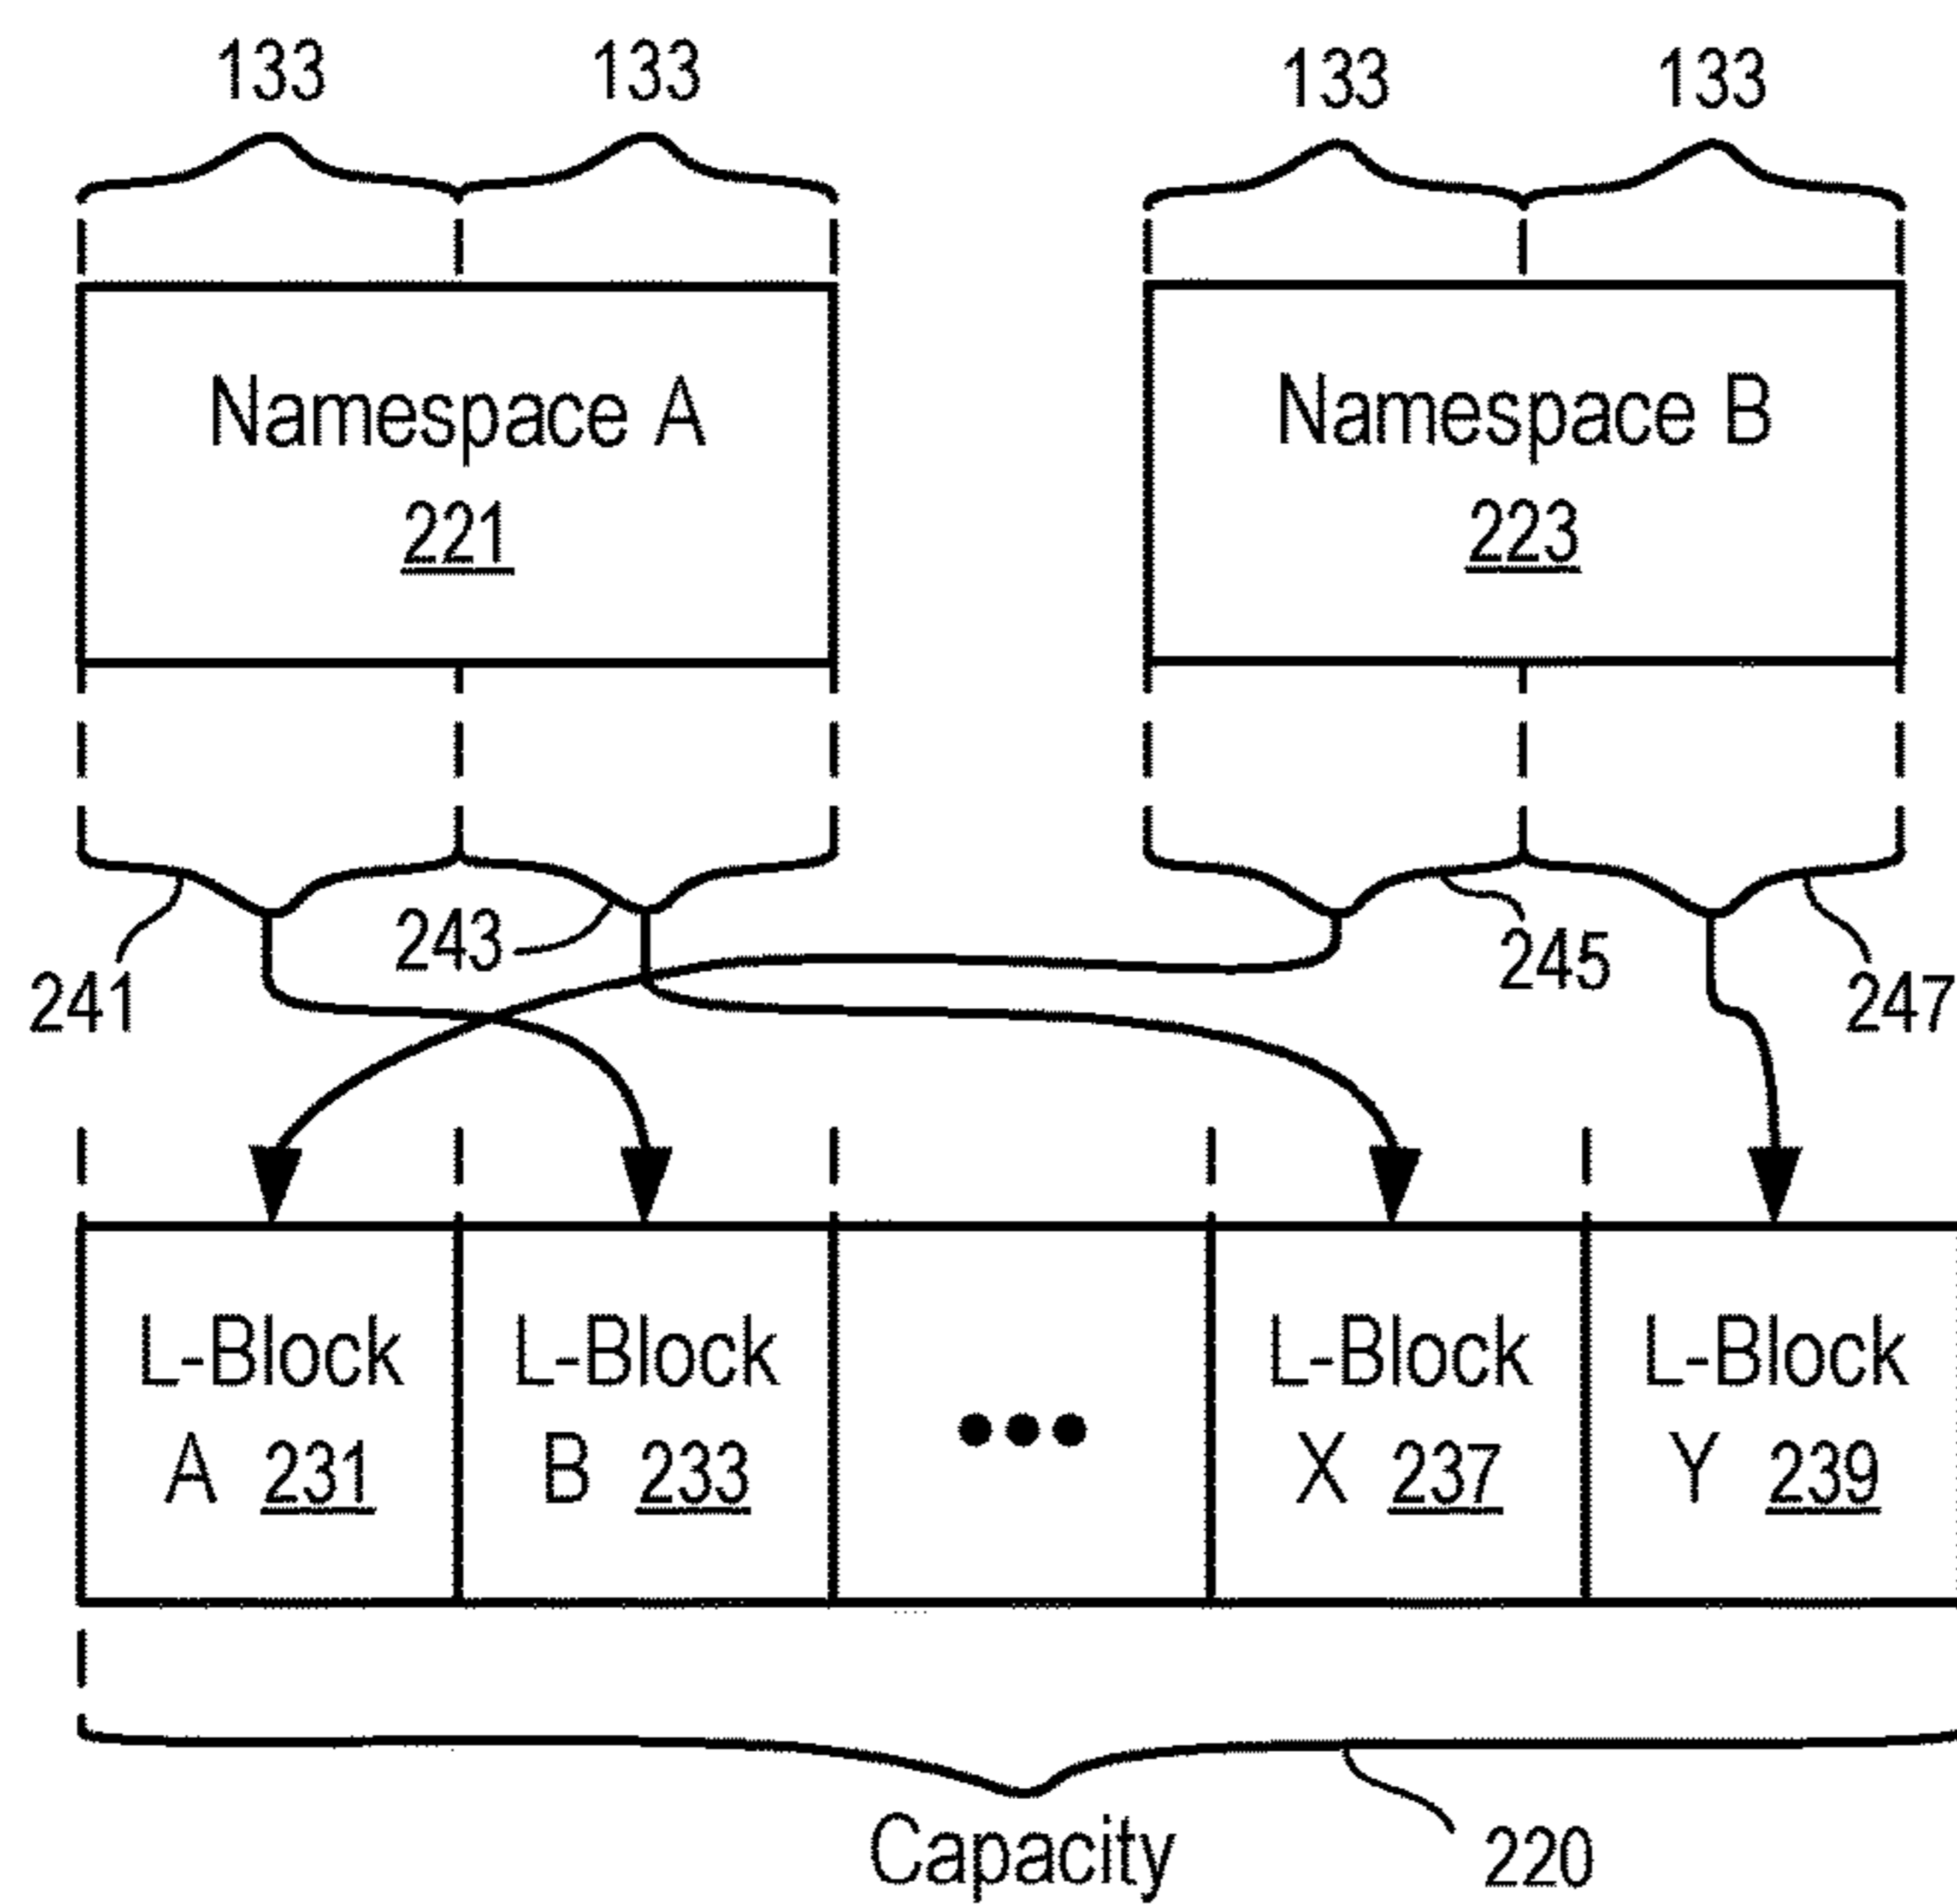 133 133 133 133
Namespace A
221
Namespace B
223
241 243 245 247
L-Block
A 231
L-Block
B 233
•••
L-Block
X 237
L-Block
Y 239
Capacity 220